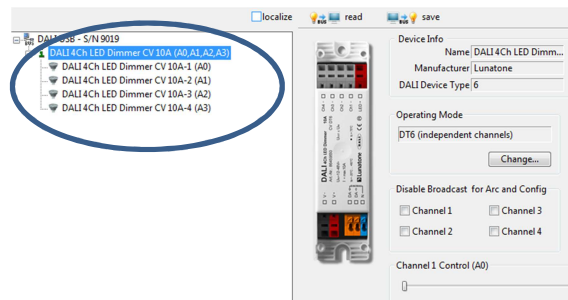 localize
read
save
DALI USB - S/N 9019
DALI 4Ch LED Dimmer CV 10A (A0,A1,A2,A3)
DALI 4Ch LED Dimmer CV 10A-1 (A0)
DALI 4Ch LED Dimmer CV 10A-2 (A1)
DALI 4Ch LED Dimmer CV 10A-3 (A2)
DALI 4Ch LED Dimmer CV 10A-4 (A3)
DALI 4Ch LED Dimmer 10A
Lunatone
Device Info
Name DALI 4Ch LED Dimm...
Manufacturer Lunatone
DALI Device Type 6
Operating Mode
DT6 (independent channels)
Change...
Disable Broadcast for Arc and Config
Channel 1 Channel 3
Channel 2 Channel 4
Channel 1 Control (A0)